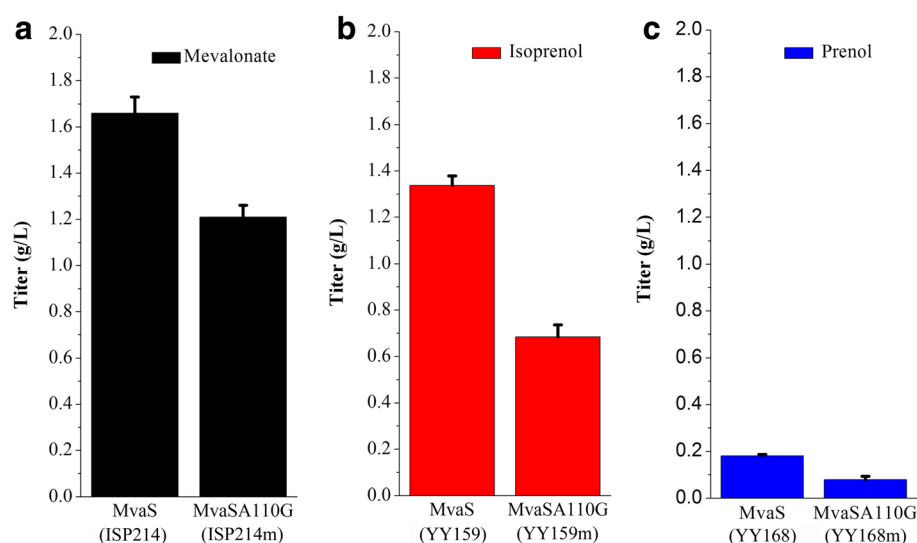 a
Mevalonate
Titer (g/L)
2.0
1.8
1.6
1.4
1.2
1.0
0.8
0.6
0.4
0.2
0.0
MvaS
(ISP214)
MvaSA110G
(ISP214m)
b
Isoprenol
Titer (g/L)
2.0
1.8
1.6
1.4
1.2
1.0
0.8
0.6
0.4
0.2
0.0
MvaS
(YY159)
MvaSA110G
(YY159m)
c
Prenol
Titer (g/L)
2.0
1.8
1.6
1.4
1.2
1.0
0.8
0.6
0.4
0.2
0.0
MvaS
(YY168)
MvaSA110G
(YY168m)